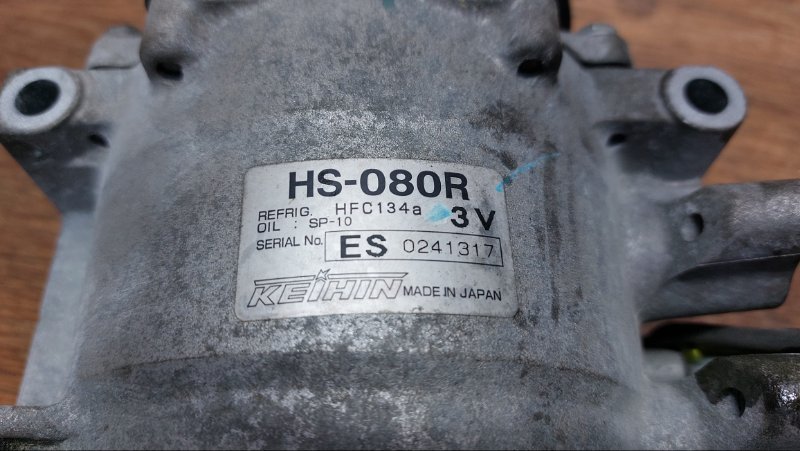 HS-080R
REFRIG. HFC134a 3V
OIL : SP-10
SERIAL No. ES 0241317
KEIHIN MADE IN JAPAN